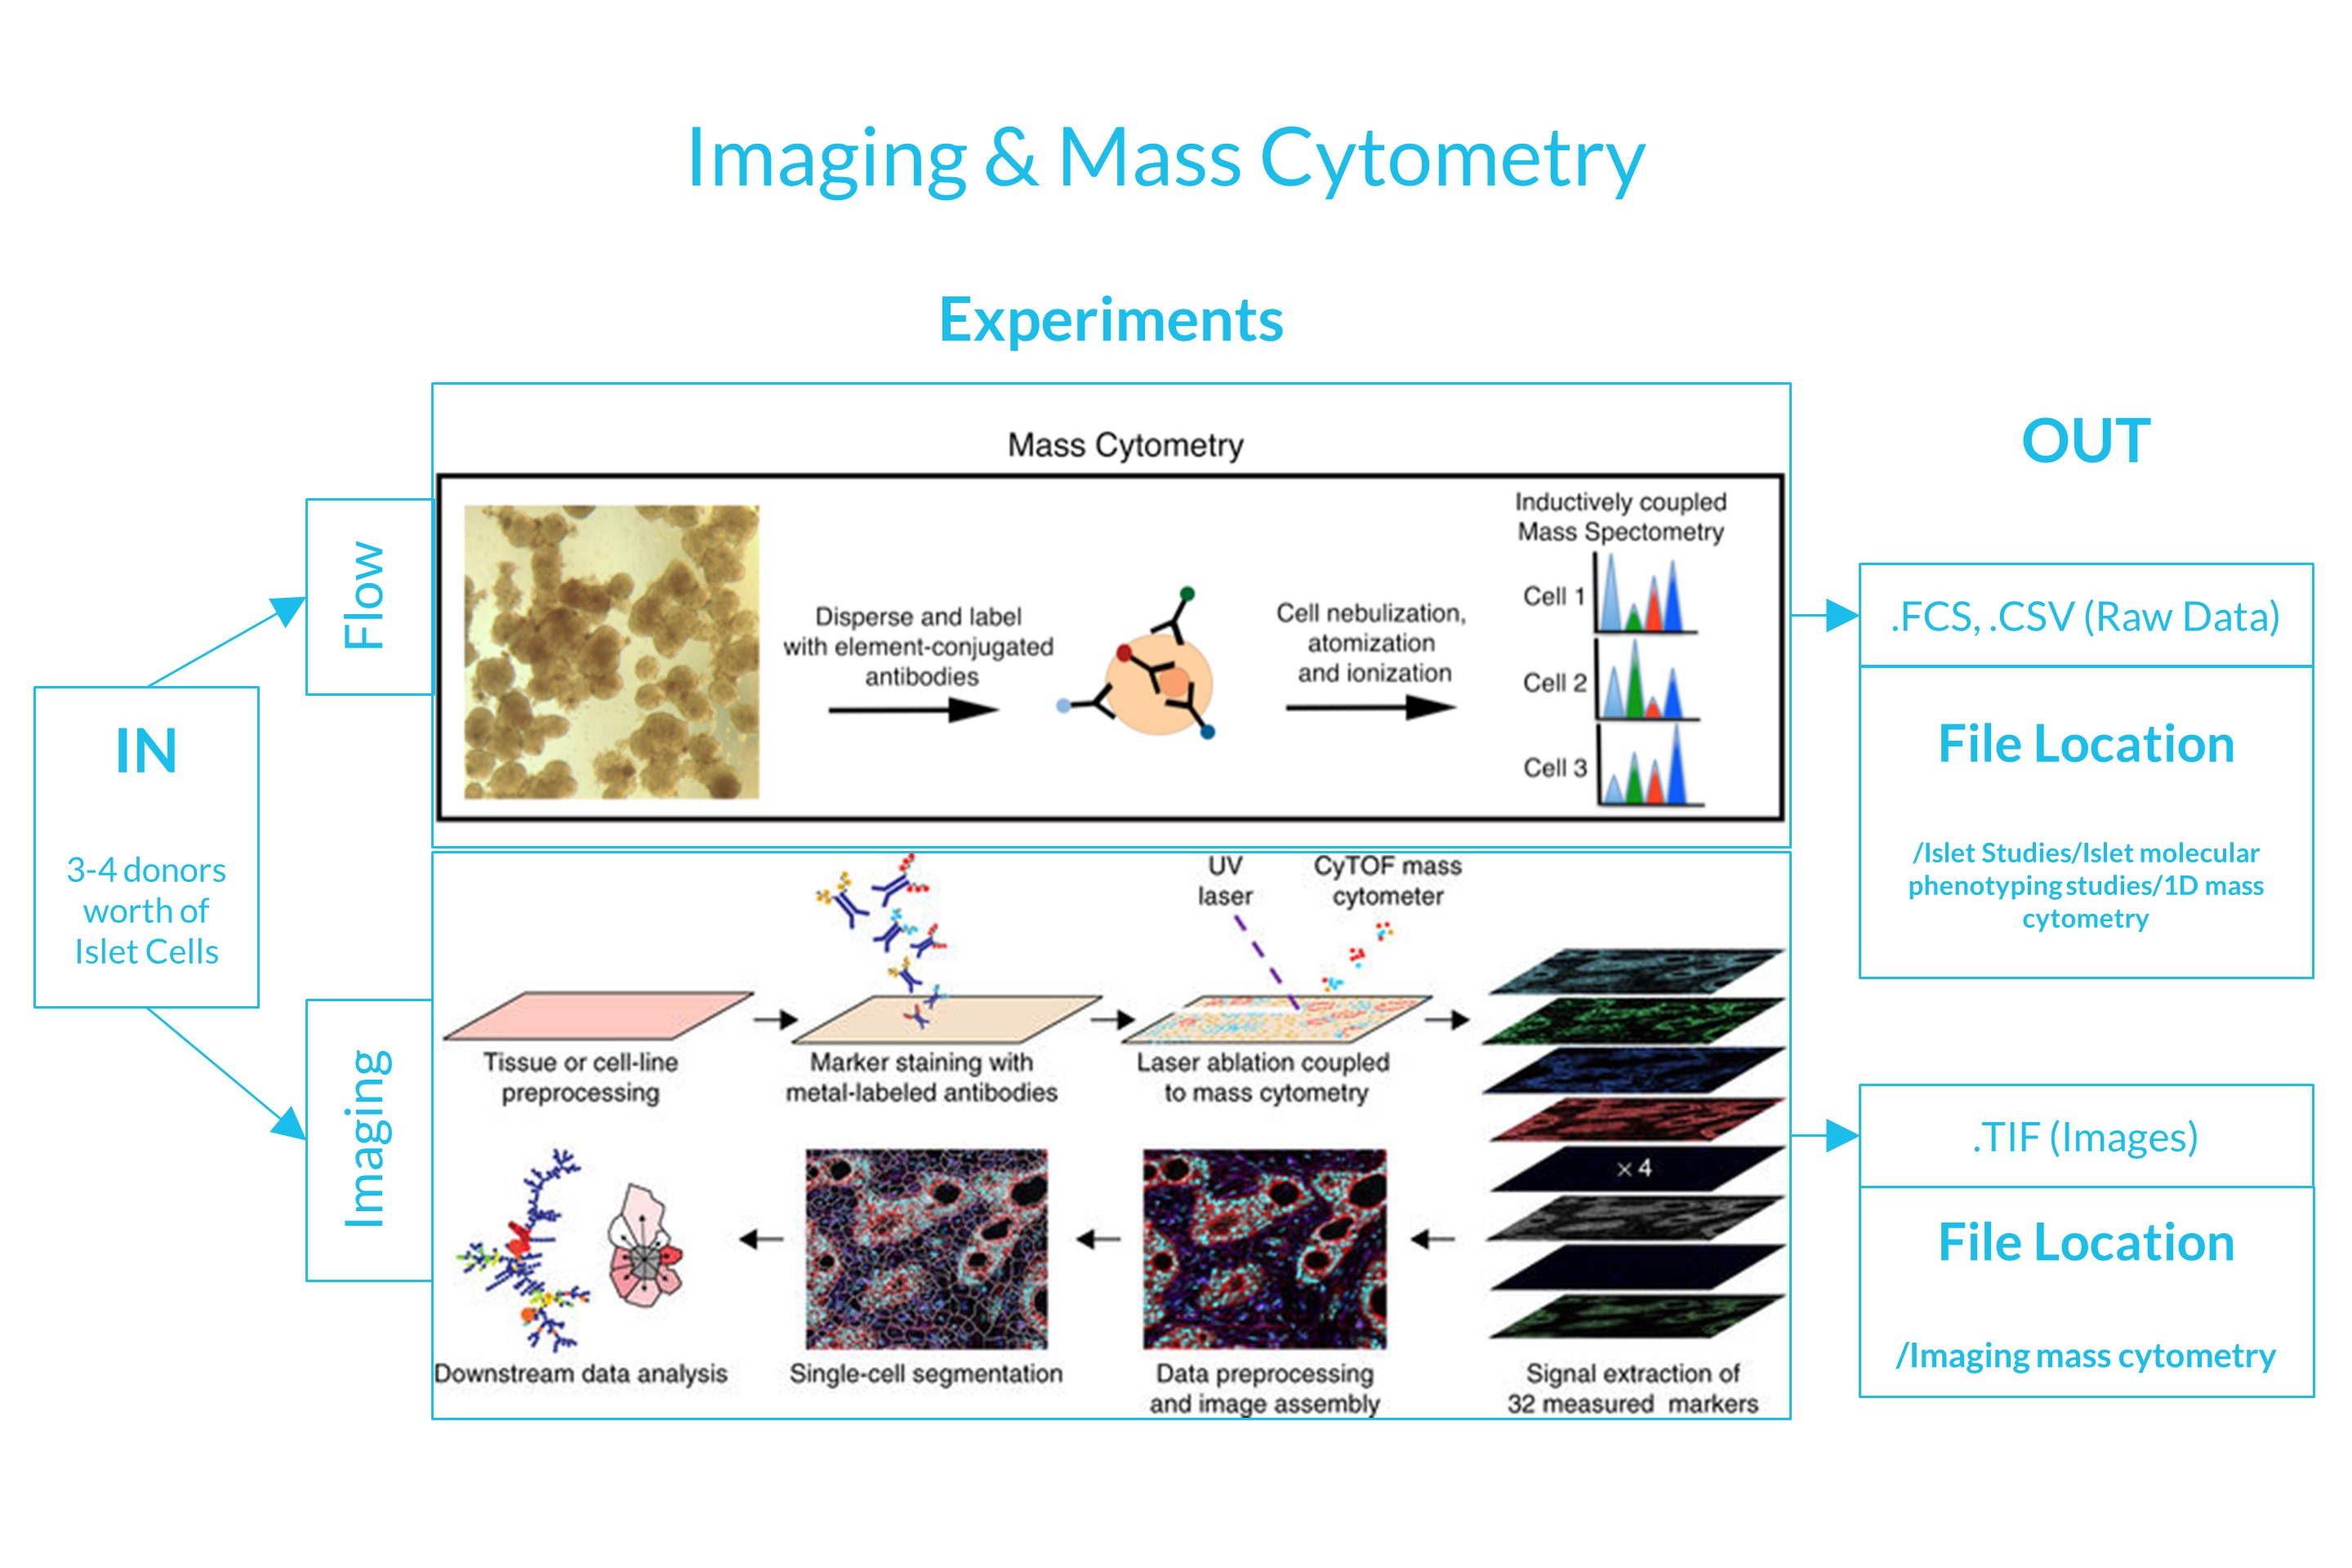 Imaging & Mass Cytometry
Experiments
IN
3-4 donors
worth of
Islet Cells
Flow
Mass Cytometry
Disperse and label
with element-conjugated
antibodies
Cell nebulization,
atomization
and ionization
Inductively coupled
Mass Spectometry
Cell 1
Cell 2
Cell 3
Imaging
UV
laser
CyTOF mass
cytometer
Tissue or cell-line
preprocessing
Marker staining with
metal-labeled antibodies
Laser ablation coupled
to mass cytometry
× 4
Downstream data analysis
Single-cell segmentation
Data preprocessing
and image assembly
Signal extraction of
32 measured markers
OUT
.FCS, .CSV (Raw Data)
File Location
/Islet Studies/Islet molecular
phenotyping studies/1D mass
cytometry
.TIF (Images)
File Location
/Imaging mass cytometry